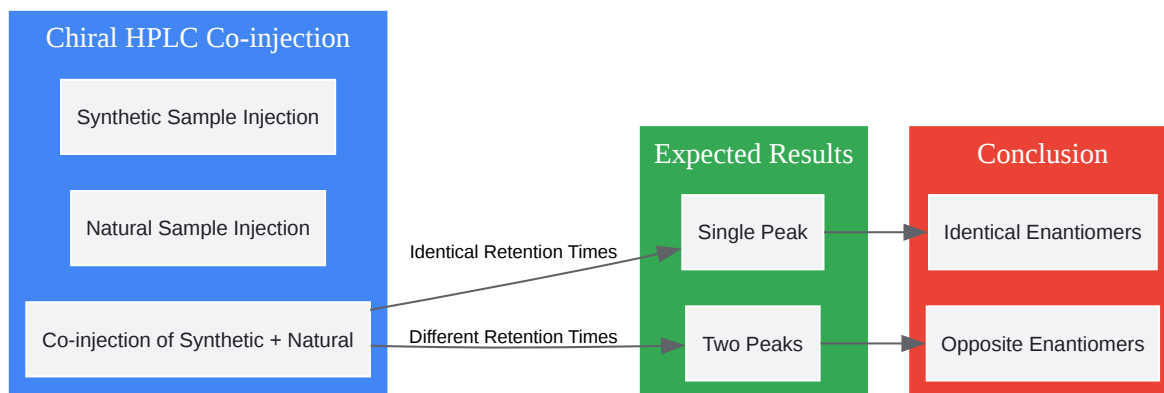 Chiral HPLC Co-injection
Synthetic Sample Injection
Natural Sample Injection
Co-injection of Synthetic + Natural
Identical Retention Times
Different Retention Times
Expected Results
Single Peak
Two Peaks
Conclusion
Identical Enantiomers
Opposite Enantiomers